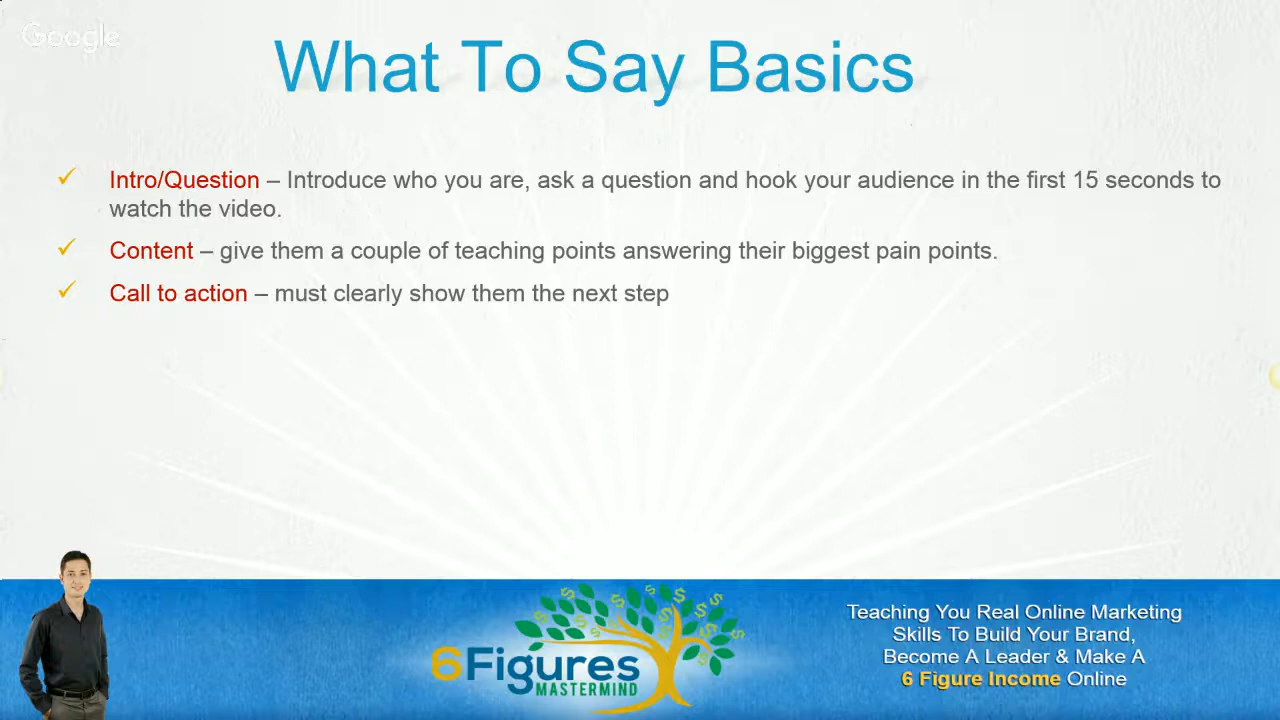 Google
What To Say Basics
Intro/Question – Introduce who you are, ask a question and hook your audience in the first 15 seconds to
watch the video.
Content – give them a couple of teaching points answering their biggest pain points.
Call to action – must clearly show them the next step
6Figures
MASTERMIND
Teaching You Real Online Marketing
Skills To Build Your Brand,
Become A Leader & Make A
6 Figure Income Online